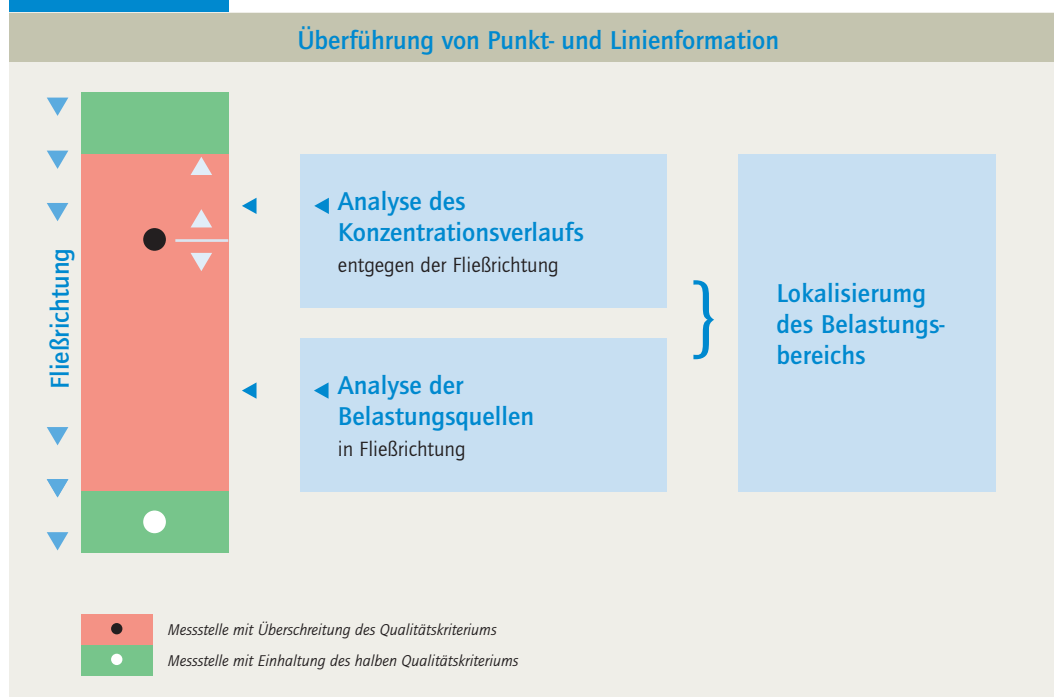 Überführung von Punkt- und Linienformation
Fließrichtung
Analyse des
Konzentrationsverlaufs
entgegen der Fließrichtung
Analyse der
Belastungsquellen
in Fließrichtung
}
Lokalisierumg
des Belastungs-
bereichs
Messstelle mit Überschreitung des Qualitätskriteriums
Messstelle mit Einhaltung des halben Qualitätskriteriums